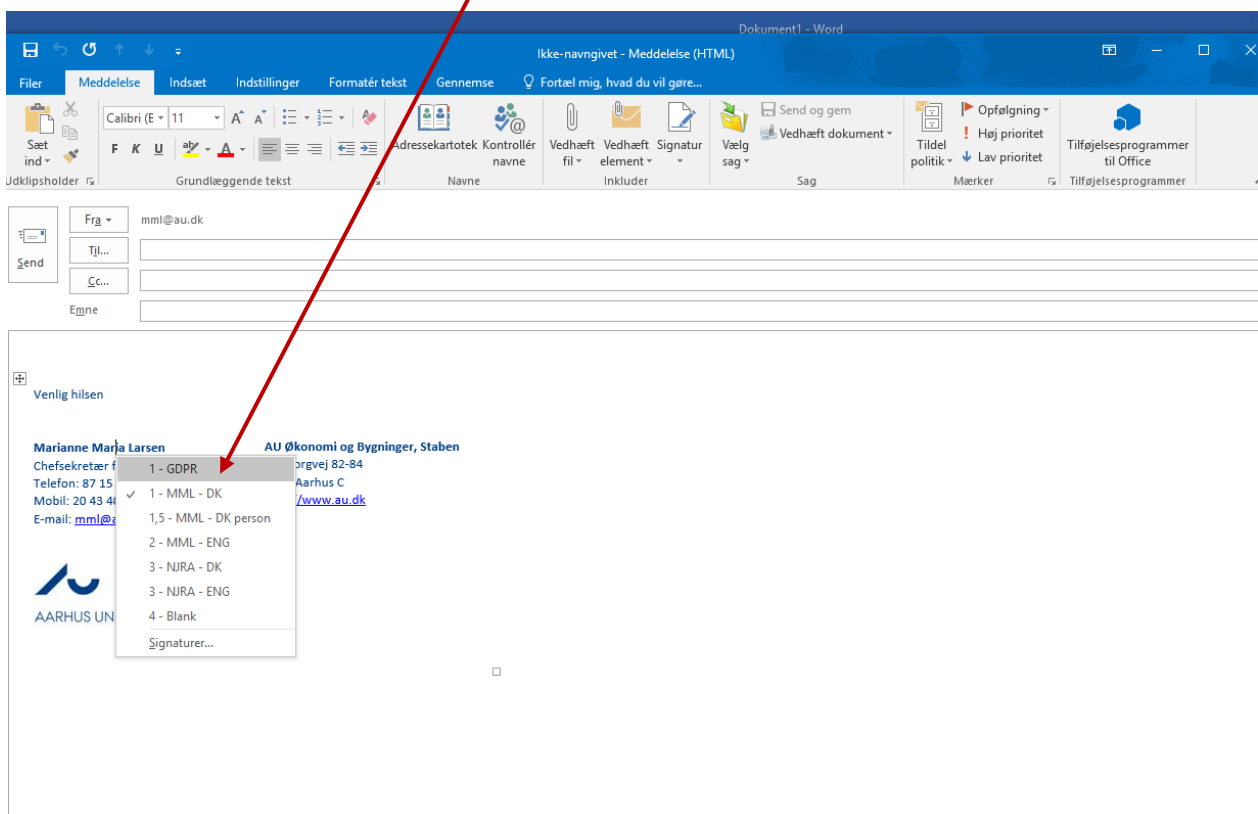 Dokument1 - Word
Ikke-navngivet - Meddelelse (HTML)
Filer Meddelelse Indsæt Indstillinger Formatér tekst Gennemse Fortæl mig, hvad du vil gøre...
Sæt ind
Calibri (E 11
F K U
Adressekartotek Kontrollér navne
Vedhæft fil Vedhæft element Signatur
Vælg sag
Send og gem
Vedhæft dokument
Tildel politik
Opfølgning
Høj prioritet
Lav prioritet
Tilføjelsesprogrammer til Office
Udklipsholder Grundlæggende tekst Navne Inkluder Sag Mærker Tilføjelsesprogrammer
Send
Fra mml@au.dk
Til...
Cc...
Emne
Venlig hilsen
Marianne Maria Larsen AU Økonomi og Bygninger, Staben
Chefsekretær 82-84
Telefon: 87 15 Aarhus C
Mobil: 20 43 /www.au.dk
E-mail:
1 - GDPR
1 - MML - DK
1,5 - MML - DK person
2 - MML - ENG
3 - NJRA - DK
3 - NJRA - ENG
4 - Blank
Signaturer...
AARHUS UN